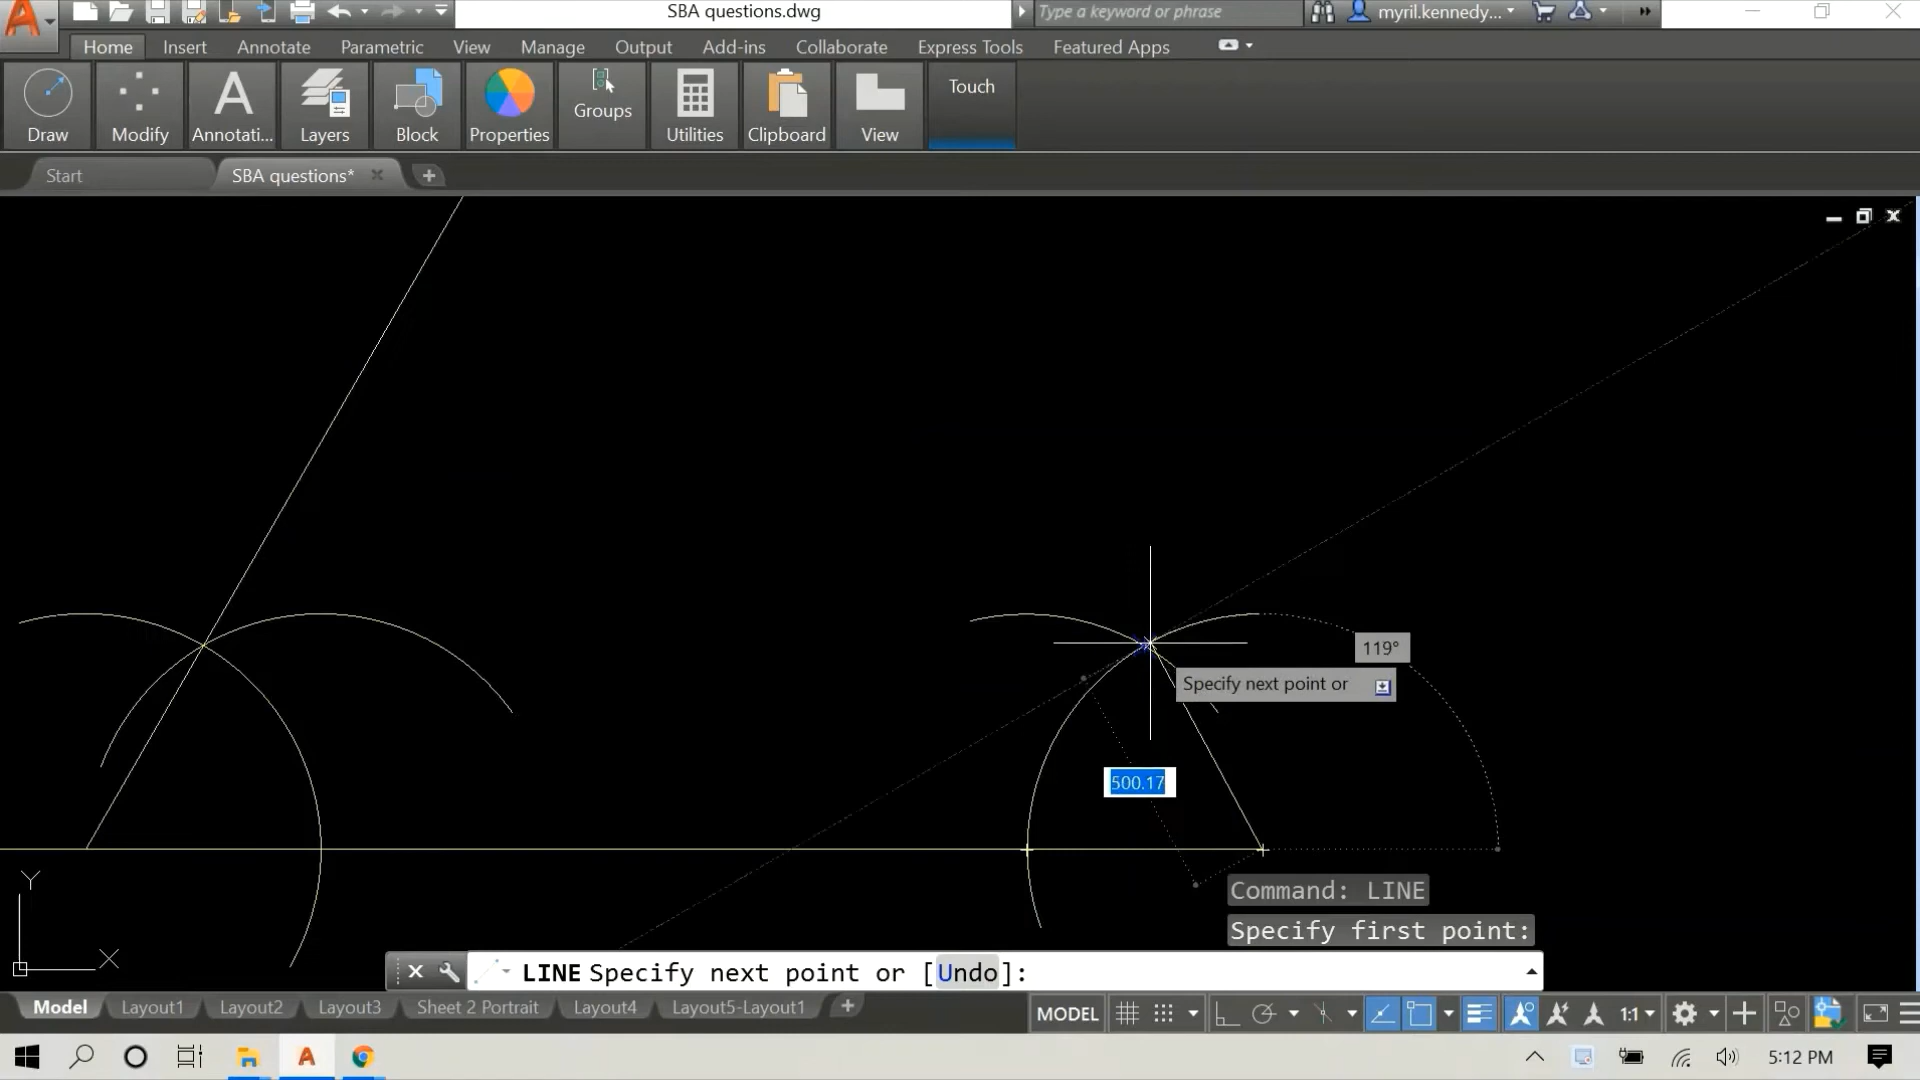 SBA questions.dwg
Type a keyword or phrase
myril.kennedy...
Home Insert Annotate Parametric View Manage Output Add-ins Collaborate Express Tools Featured Apps
Touch
Draw Modify Annotati... Layers Block Properties Groups Utilities Clipboard View
Start SBA questions*
119°
Specify next point or
500.17
Y
X
Command: LINE
Specify first point:
LINE Specify next point or [Undo]:
Model Layout1 Layout2 Layout3 Sheet 2 Portrait Layout4 Layout5-Layout1 MODEL 1:1
5:12 PM